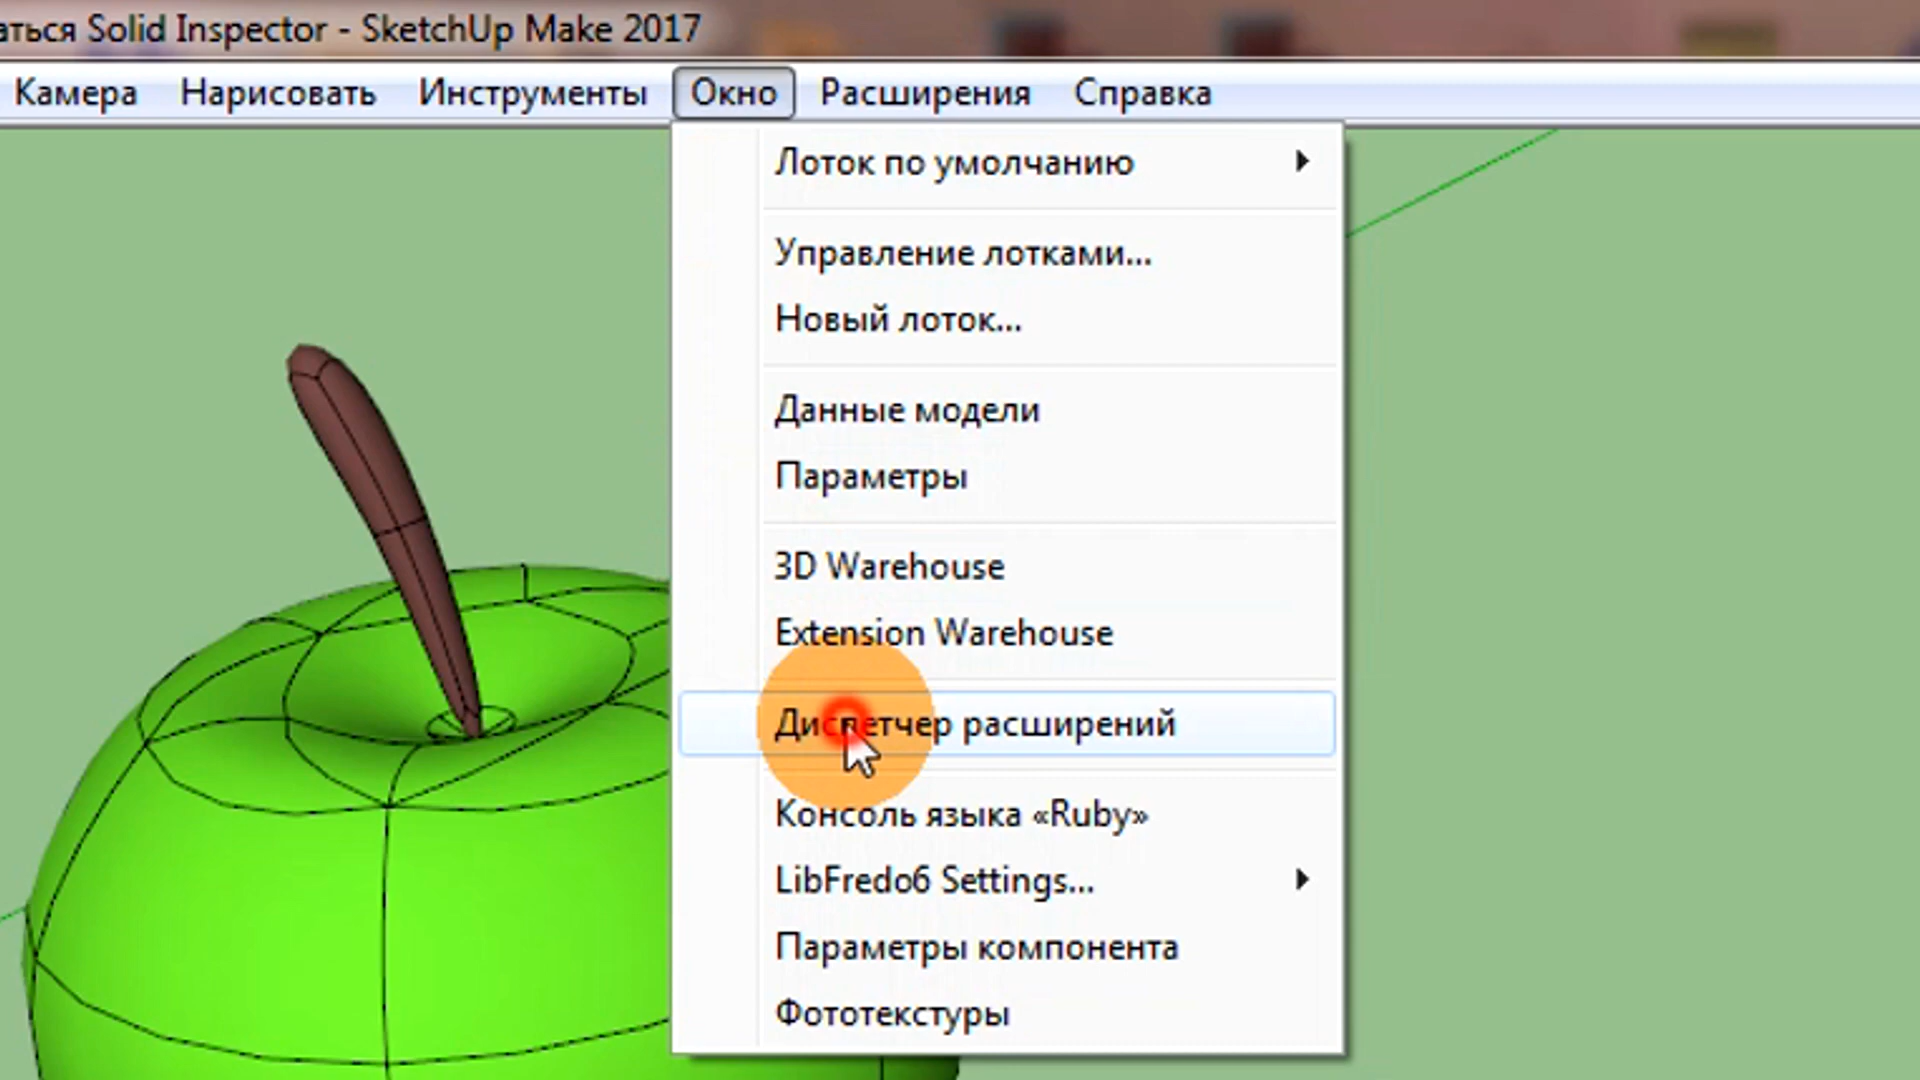 аться Solid Inspector - SketchUp Make 2017
Камера Нарисовать Инструменты Окно Расширения Справка
Лоток по умолчанию
Управление лотками...
Новый лоток...
Данные модели
Параметры
3D Warehouse
Extension Warehouse
Диспетчер расширений
Консоль языка «Ruby»
LibFredo6 Settings...
Параметры компонента
Фототекстуры